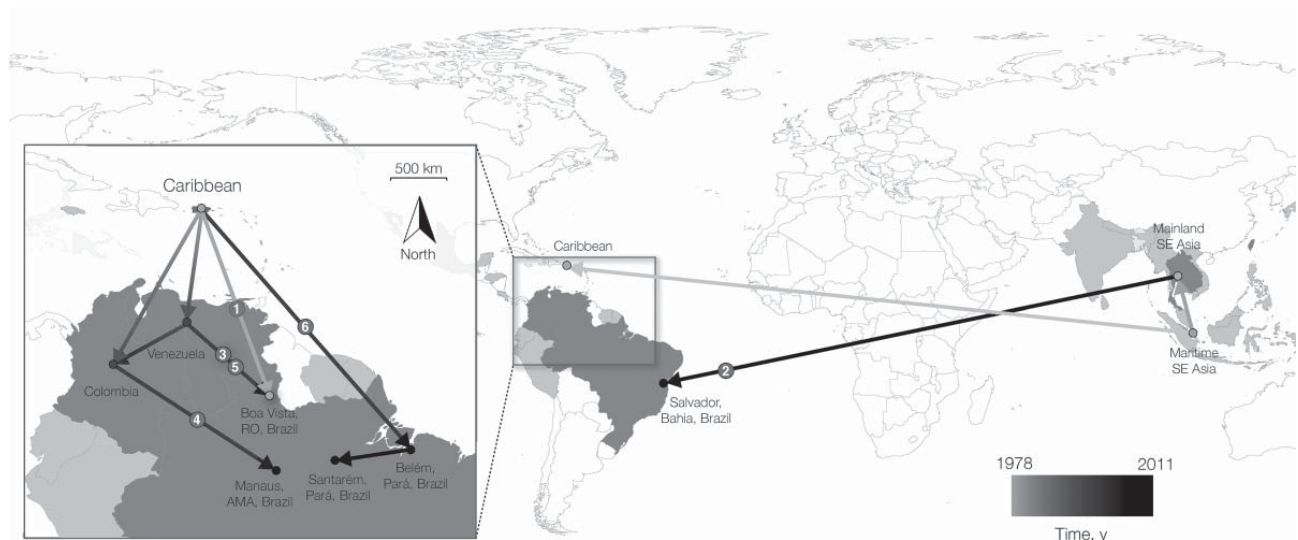 Caribbean
500 km
North
1
6
3
5
Venezuela
Colombia
4
Boa Vista,
RO, Brazil
Manaus,
AMA, Brazil
Santarém,
Pará, Brazil
Belém,
Pará, Brazil
Caribbean
2
Salvador,
Bahia, Brazil
Mainland
SE Asia
Maritime
SE Asia
1978 2011
Time, y